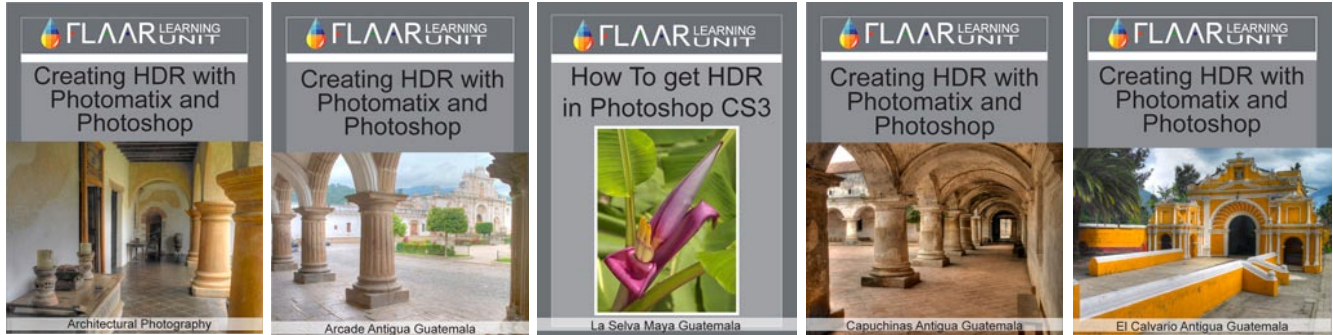 FLAAR LEARNING UNIT
Creating HDR with
Photomatix and
Photoshop
Architectural Photography
FLAAR LEARNING UNIT
Creating HDR with
Photomatix and
Photoshop
Arcade Antigua Guatemala
FLAAR LEARNING UNIT
How To get HDR
in Photoshop CS3
La Selva Maya Guatemala
FLAAR LEARNING UNIT
Creating HDR with
Photomatix and
Photoshop
Capuchinas Antigua Guatemala
FLAAR LEARNING UNIT
Creating HDR with
Photomatix and
Photoshop
El Calvario Antigua Guatemala